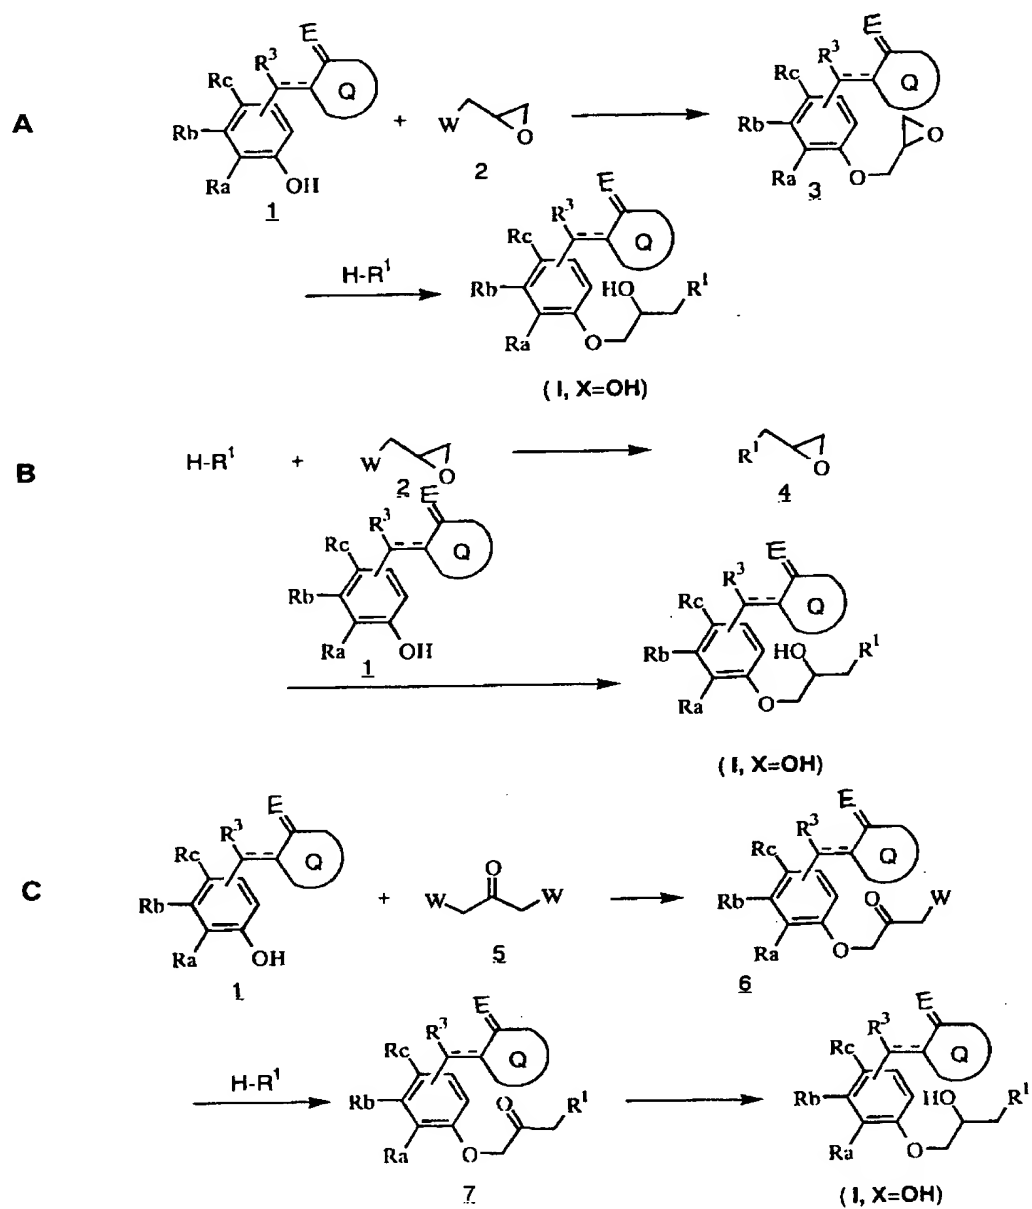 A
E
R³
Rc
Q
Rb
Ra
OH
1
+
W
O
2
E
R³
Rc
Q
Rb
Ra
O
O
3
H-R¹
E
R³
Rc
Q
Rb
HO
R¹
Ra
O
(I, X=OH)
B
H-R¹
+
W
O
2
R¹
O
4
E
R³
Rc
Q
Rb
Ra
OH
1
E
R³
Rc
Q
Rb
HO
R¹
Ra
O
(I, X=OH)
C
E
R³
Rc
Q
Rb
Ra
OH
1
+
O
W
W
5
E
R³
Rc
Q
Rb
O
W
Ra
O
6
H-R¹
E
R³
Rc
Q
Rb
O
R¹
Ra
O
7
E
R³
Rc
Q
Rb
HO
R¹
Ra
O
(I, X=OH)